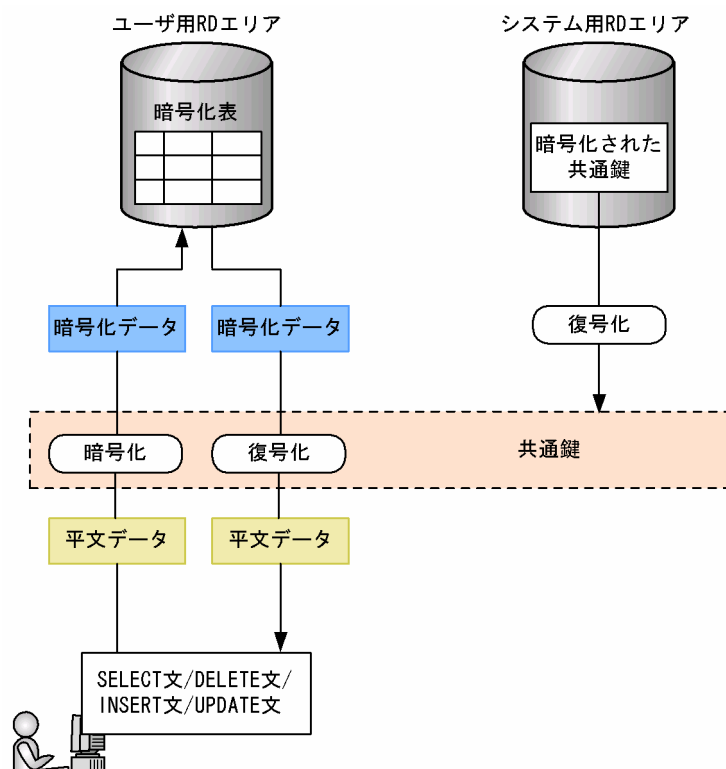 ユーザ用RDエリア
システム用RDエリア
暗号化表
暗号化された
共通鍵
暗号化データ
暗号化データ
復号化
暗号化
復号化
共通鍵
平文データ
平文データ
SELECT文/DELETE文/
INSERT文/UPDATE文